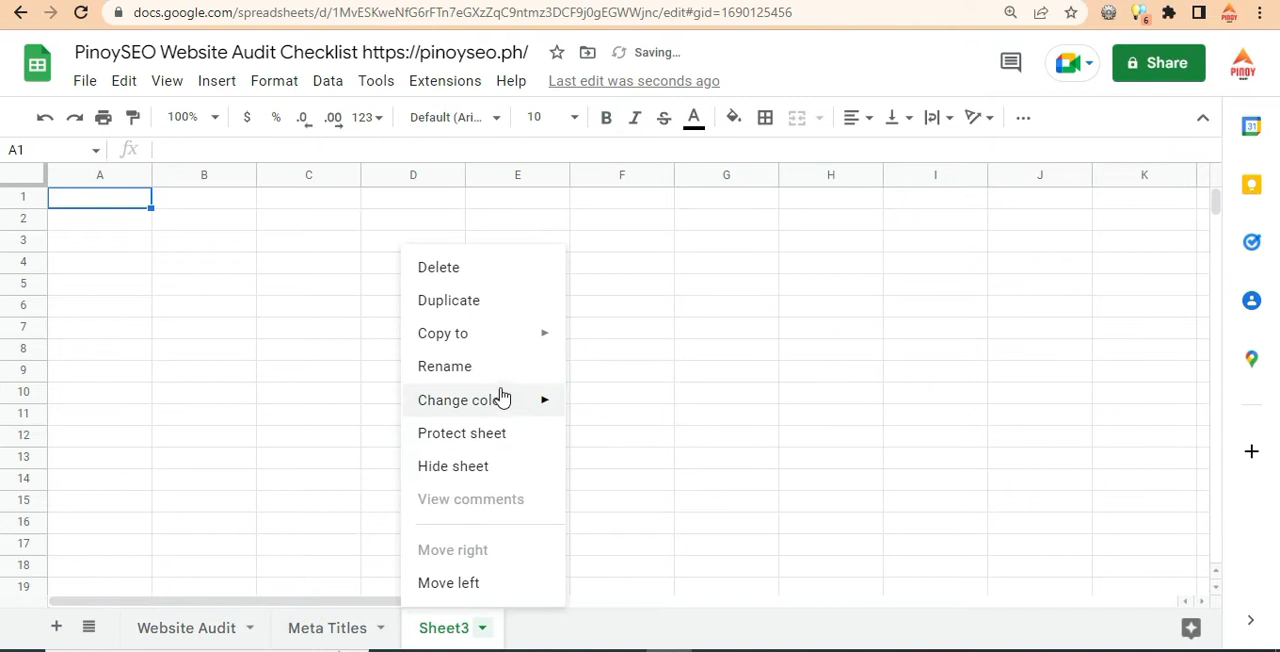 docs.google.com/spreadsheets/d/1MvESKweNfG6rFTn7eGXzZqC9ntmz3DCF9j0gEGWWjnc/edit#gid=1690125456
6
PinoySEO Website Audit Checklist https://pinoyseo.ph/
Saving...
File Edit View Insert Format Data Tools Extensions Help Last edit was seconds ago
Share
PINOY
100% $ % .0 .00 123 Default (Ari... 10 B I S A
A1 fx
31
A B C D E F G H I J K
1
2
3
4
5
6
7
8
9
10
11
12
13
14
15
16
17
18
19
Delete
Duplicate
Copy to
Rename
Change
Protect sheet
Hide sheet
View comments
Move right
Move left
Website Audit Meta Titles Sheet3